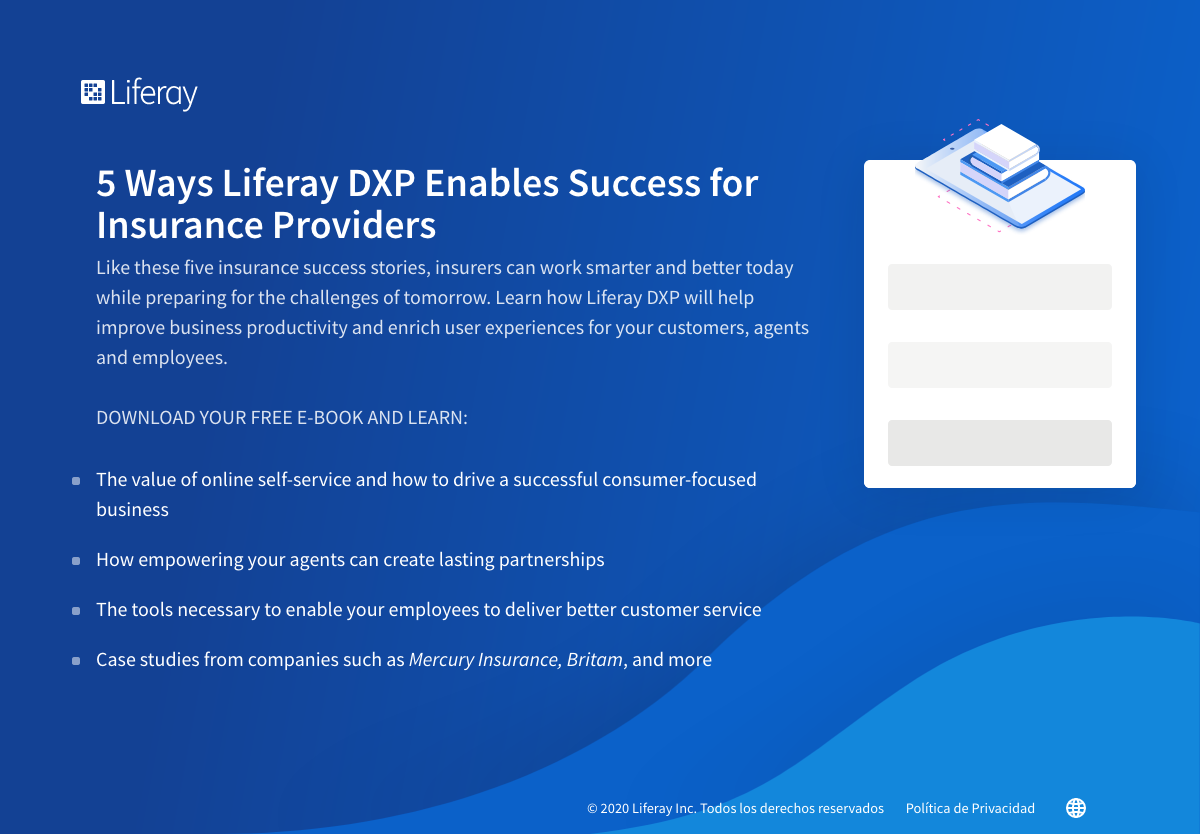 Liferay
5 Ways Liferay DXP Enables Success for
Insurance Providers
Like these five insurance success stories, insurers can work smarter and better today
while preparing for the challenges of tomorrow. Learn how Liferay DXP will help
improve business productivity and enrich user experiences for your customers, agents
and employees.
DOWNLOAD YOUR FREE E-BOOK AND LEARN:
The value of online self-service and how to drive a successful consumer-focused
business
How empowering your agents can create lasting partnerships
The tools necessary to enable your employees to deliver better customer service
Case studies from companies such as Mercury Insurance, Britam, and more
© 2020 Liferay Inc. Todos los derechos reservados Política de Privacidad